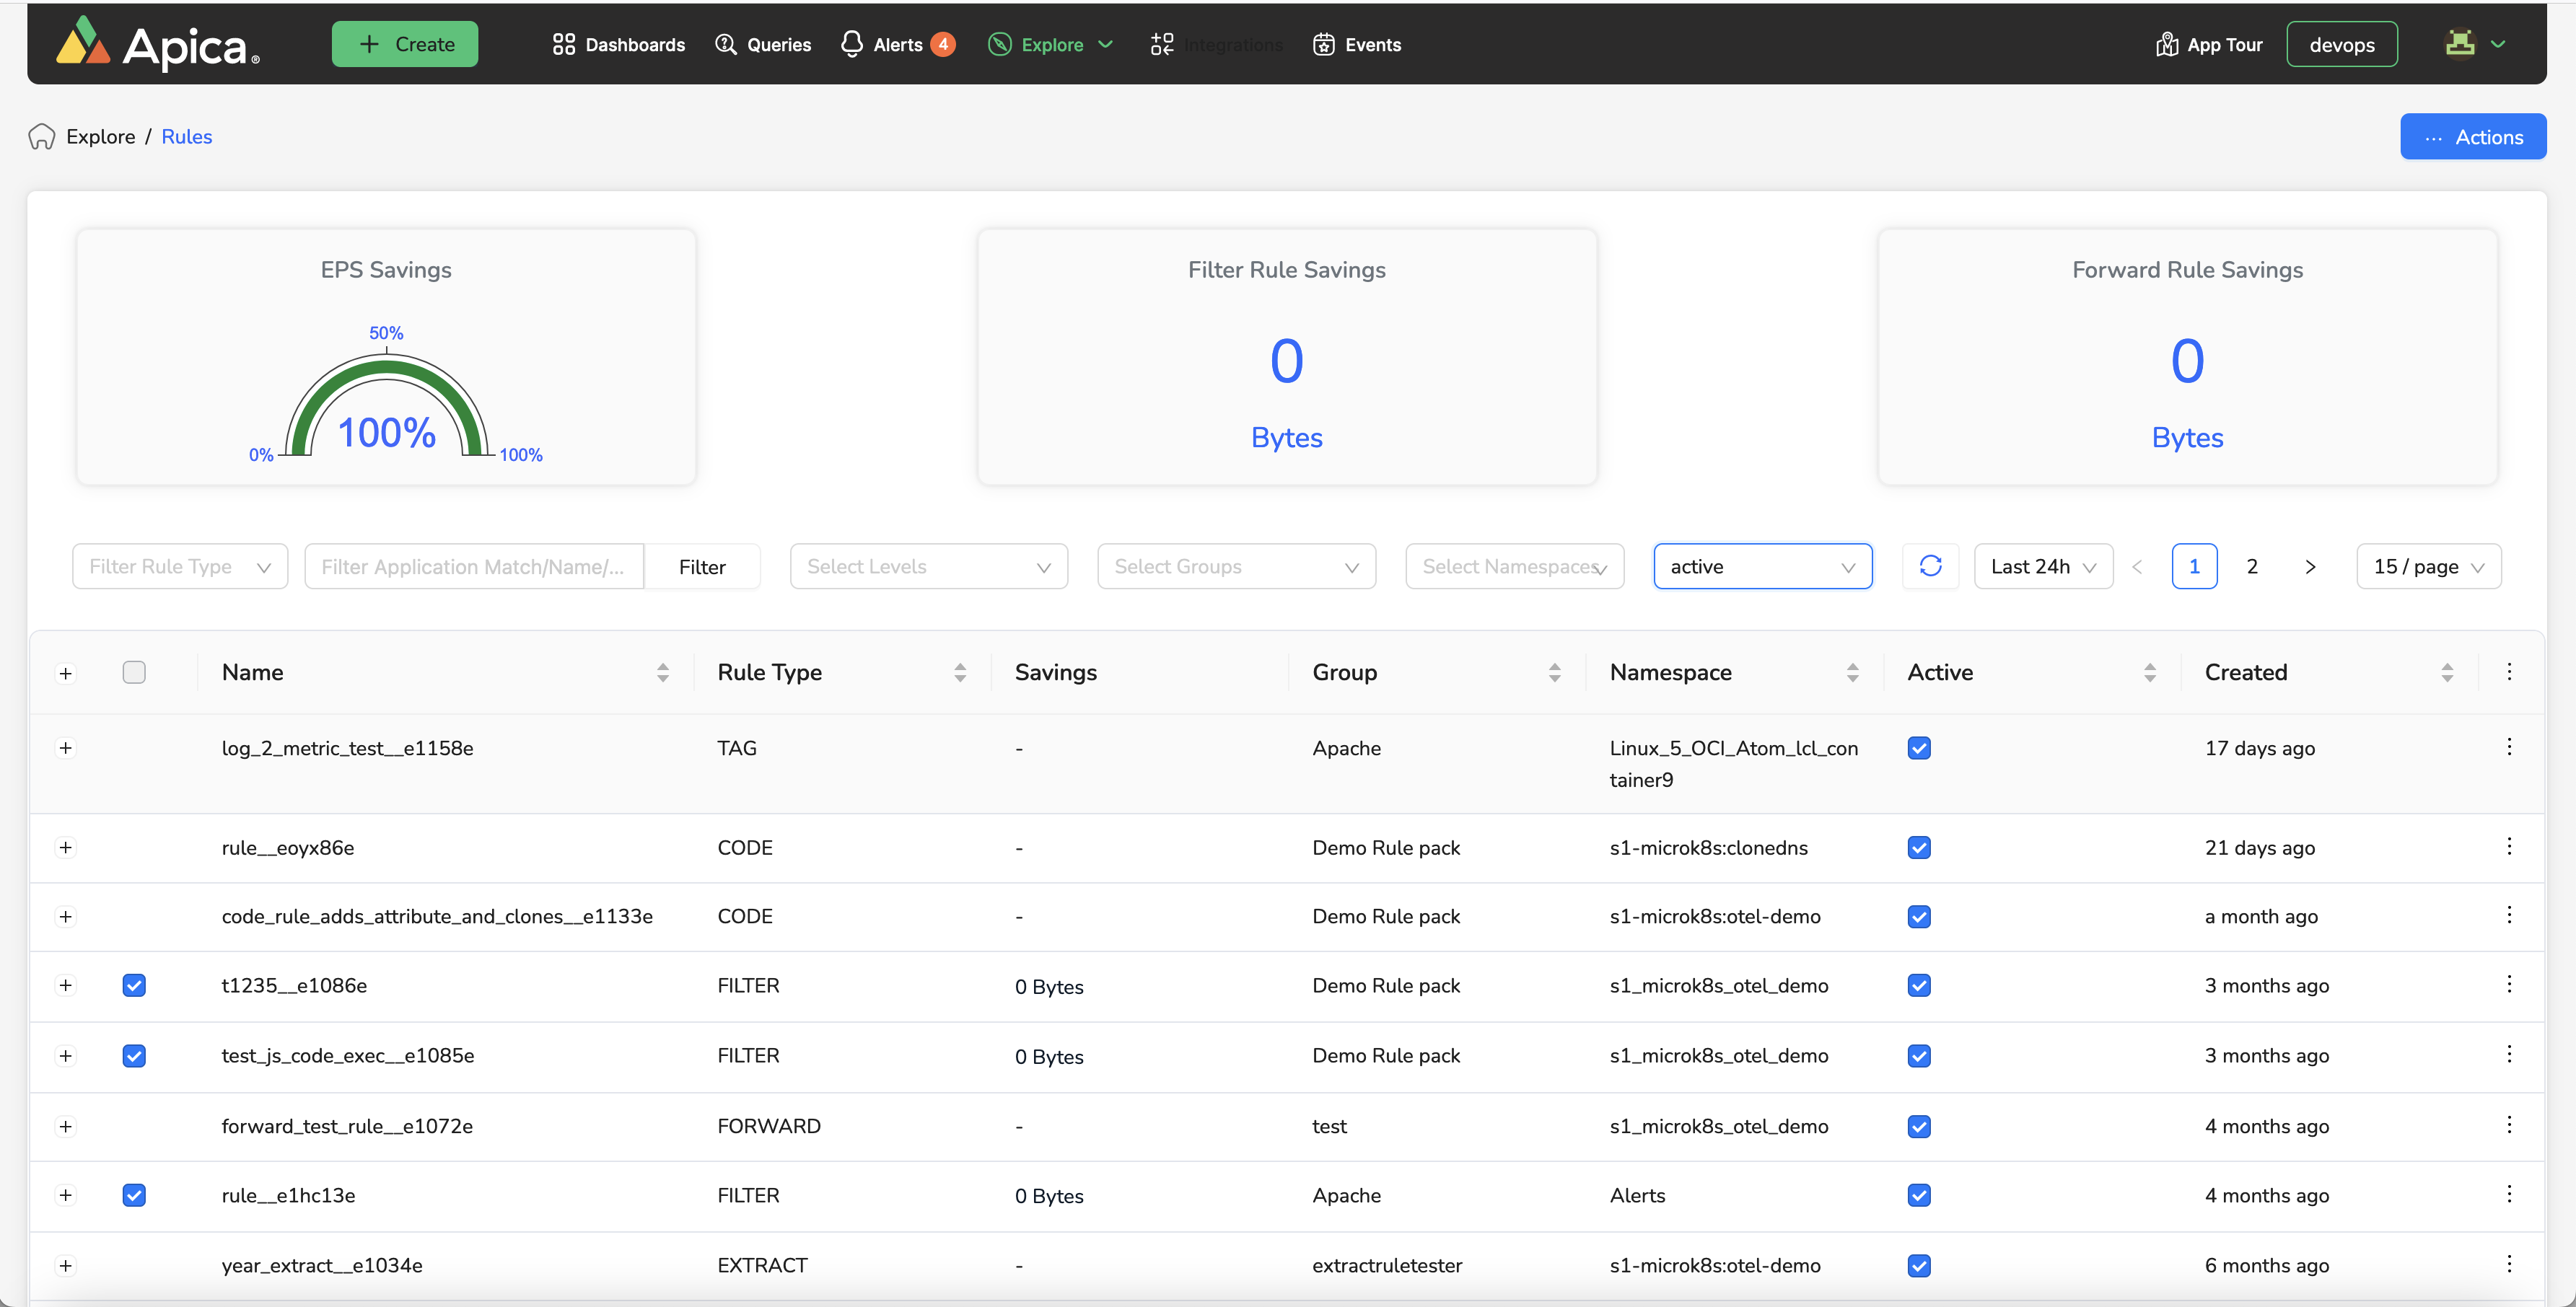 Apica®
+ Create
Dashboards
Queries
Alerts 4
Explore
Integrations
Events
App Tour
devops
Explore / Rules
··· Actions
EPS Savings
50%
100%
0%
100%
Filter Rule Savings
0
Bytes
Forward Rule Savings
0
Bytes
Filter Rule Type
Filter Application Match/Name/...
Filter
Select Levels
Select Groups
Select Namespaces
active
Last 24h
< 1 2 >
15 / page
Name Rule Type Savings Group Namespace Active Created
log_2_metric_test__e1158e TAG - Apache Linux_5_OCI_Atom_lcl_con
tainer9 17 days ago
rule__eoyx86e CODE - Demo Rule pack s1-microk8s:clonedns 21 days ago
code_rule_adds_attribute_and_clones__e1133e CODE - Demo Rule pack s1-microk8s:otel-demo a month ago
t1235__e1086e FILTER 0 Bytes Demo Rule pack s1_microk8s_otel_demo 3 months ago
test_js_code_exec__e1085e FILTER 0 Bytes Demo Rule pack s1_microk8s_otel_demo 3 months ago
forward_test_rule__e1072e FORWARD - test s1_microk8s_otel_demo 4 months ago
rule__e1hc13e FILTER 0 Bytes Apache Alerts 4 months ago
year_extract__e1034e EXTRACT - extractruletester s1-microk8s:otel-demo 6 months ago